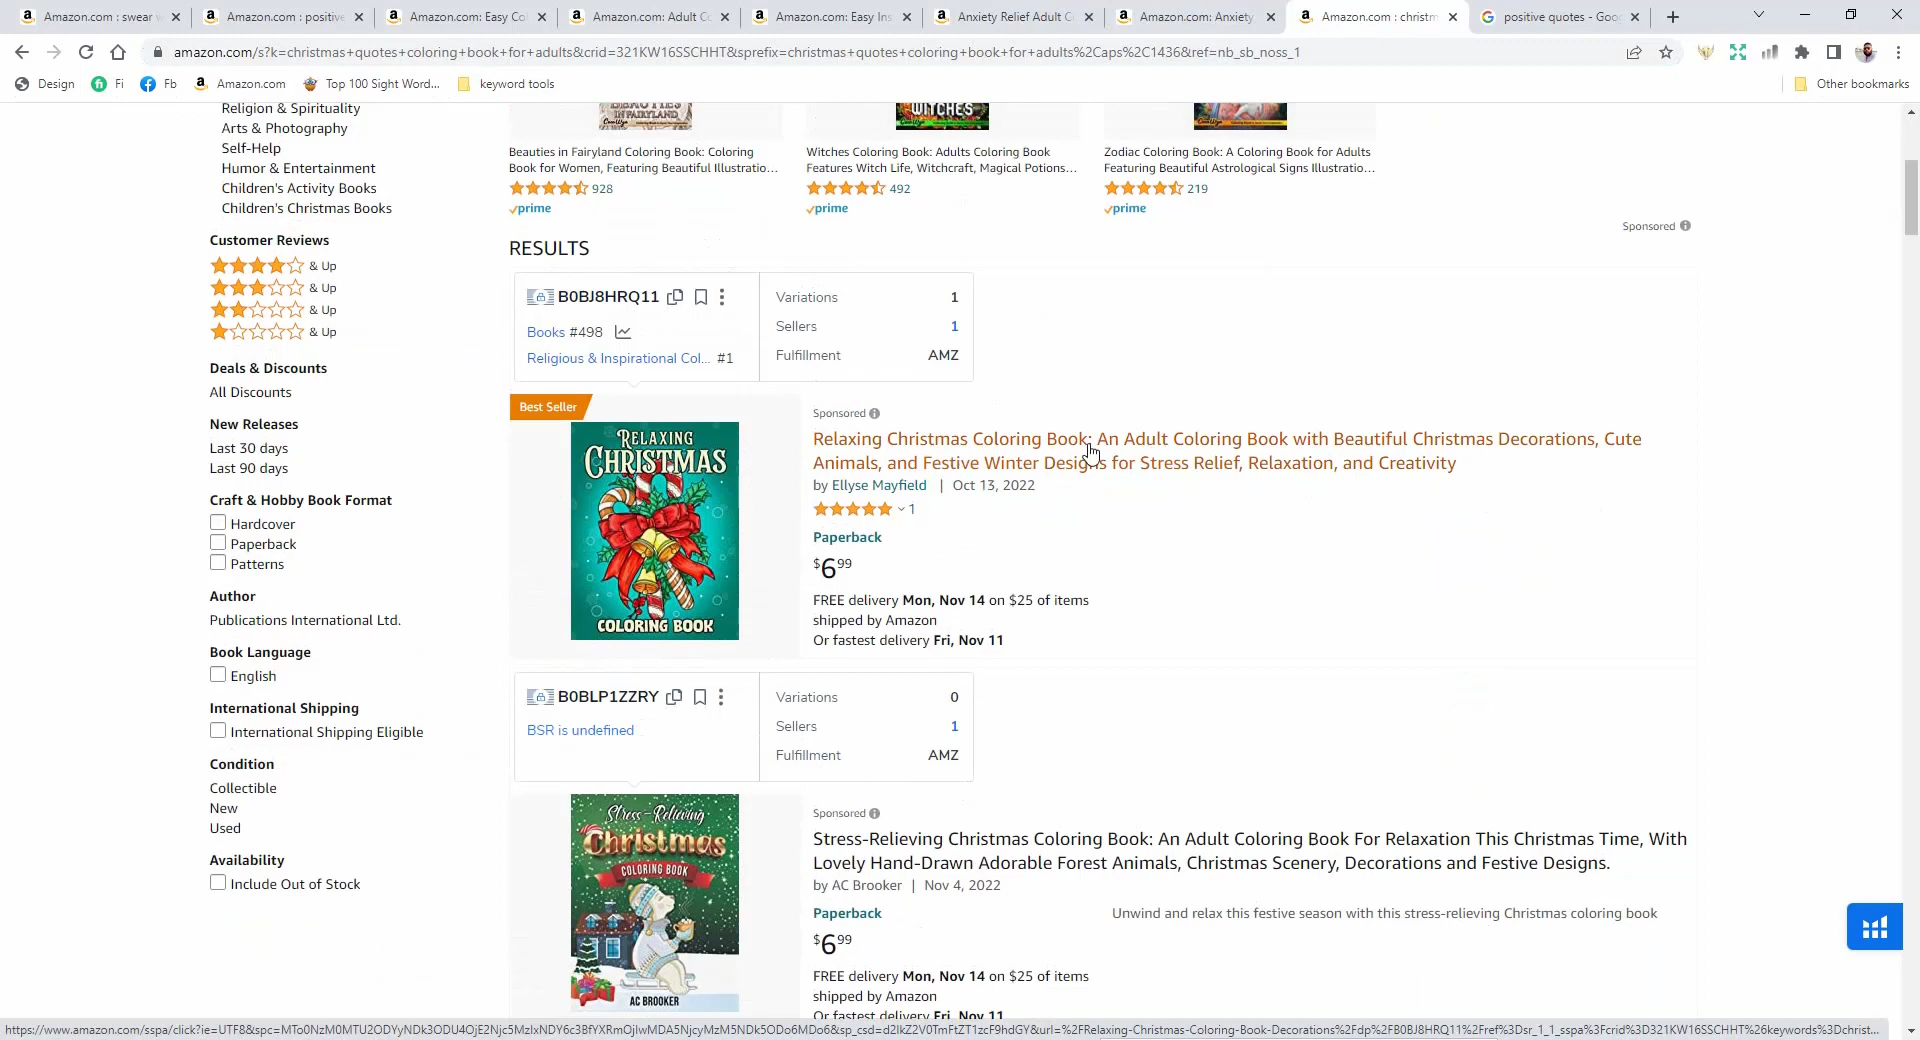 Amazon.com : swear w
Amazon.com : positive
Amazon.com: Easy Co
Amazon.com: Adult C
Amazon.com: Easy Ins
Anxiety Relief Adult C
Amazon.com: Anxiety
Amazon.com : christm
positive quotes - Goo
amazon.com/s?k=christmas+quotes+coloring+book+for+adults&crid=321KW16SSCHHT&sprefix=christmas+quotes+coloring+book+for+adults%2Caps%2C1436&ref=nb_sb_noss_1
Design
Fi
Fb
Amazon.com
Top 100 Sight Word...
keyword tools
Other bookmarks
Religion & Spirituality
Arts & Photography
Self-Help
Humor & Entertainment
Children's Activity Books
Children's Christmas Books
Customer Reviews
& Up
& Up
& Up
& Up
Deals & Discounts
All Discounts
New Releases
Last 30 days
Last 90 days
Craft & Hobby Book Format
Hardcover
Paperback
Patterns
Author
Publications International Ltd.
Book Language
English
International Shipping
International Shipping Eligible
Condition
Collectible
New
Used
Availability
Include Out of Stock
BEAUTIES
IN FAIRYLAND
WITCHES
Beauties in Fairyland Coloring Book: Coloring
Book for Women, Featuring Beautiful Illustratio...
928
prime
Witches Coloring Book: Adults Coloring Book
Features Witch Life, Witchcraft, Magical Potions...
492
prime
Zodiac Coloring Book: A Coloring Book for Adults
Featuring Beautiful Astrological Signs Illustratio...
219
prime
Sponsored
RESULTS
B0BJ8HRQ11
Books #498
Religious & Inspirational Col... #1
Variations 1
Sellers 1
Fulfillment AMZ
Best Seller
RELAXING
CHRISTMAS
COLORING BOOK
Sponsored
Relaxing Christmas Coloring Book: An Adult Coloring Book with Beautiful Christmas Decorations, Cute
Animals, and Festive Winter Designs for Stress Relief, Relaxation, and Creativity
by Ellyse Mayfield | Oct 13, 2022
1
Paperback
$6 99
FREE delivery Mon, Nov 14 on $25 of items
shipped by Amazon
Or fastest delivery Fri, Nov 11
B0BLP1ZZRY
BSR is undefined
Variations 0
Sellers 1
Fulfillment AMZ
Stress-Relieving
Christmas
COLORING BOOK
AC BROOKER
Sponsored
Stress-Relieving Christmas Coloring Book: An Adult Coloring Book For Relaxation This Christmas Time, With
Lovely Hand-Drawn Adorable Forest Animals, Christmas Scenery, Decorations and Festive Designs.
by AC Brooker | Nov 4, 2022
Paperback
Unwind and relax this festive season with this stress-relieving Christmas coloring book
$6 99
FREE delivery Mon, Nov 14 on $25 of items
shipped by Amazon
Or fastest delivery Fri, Nov 11